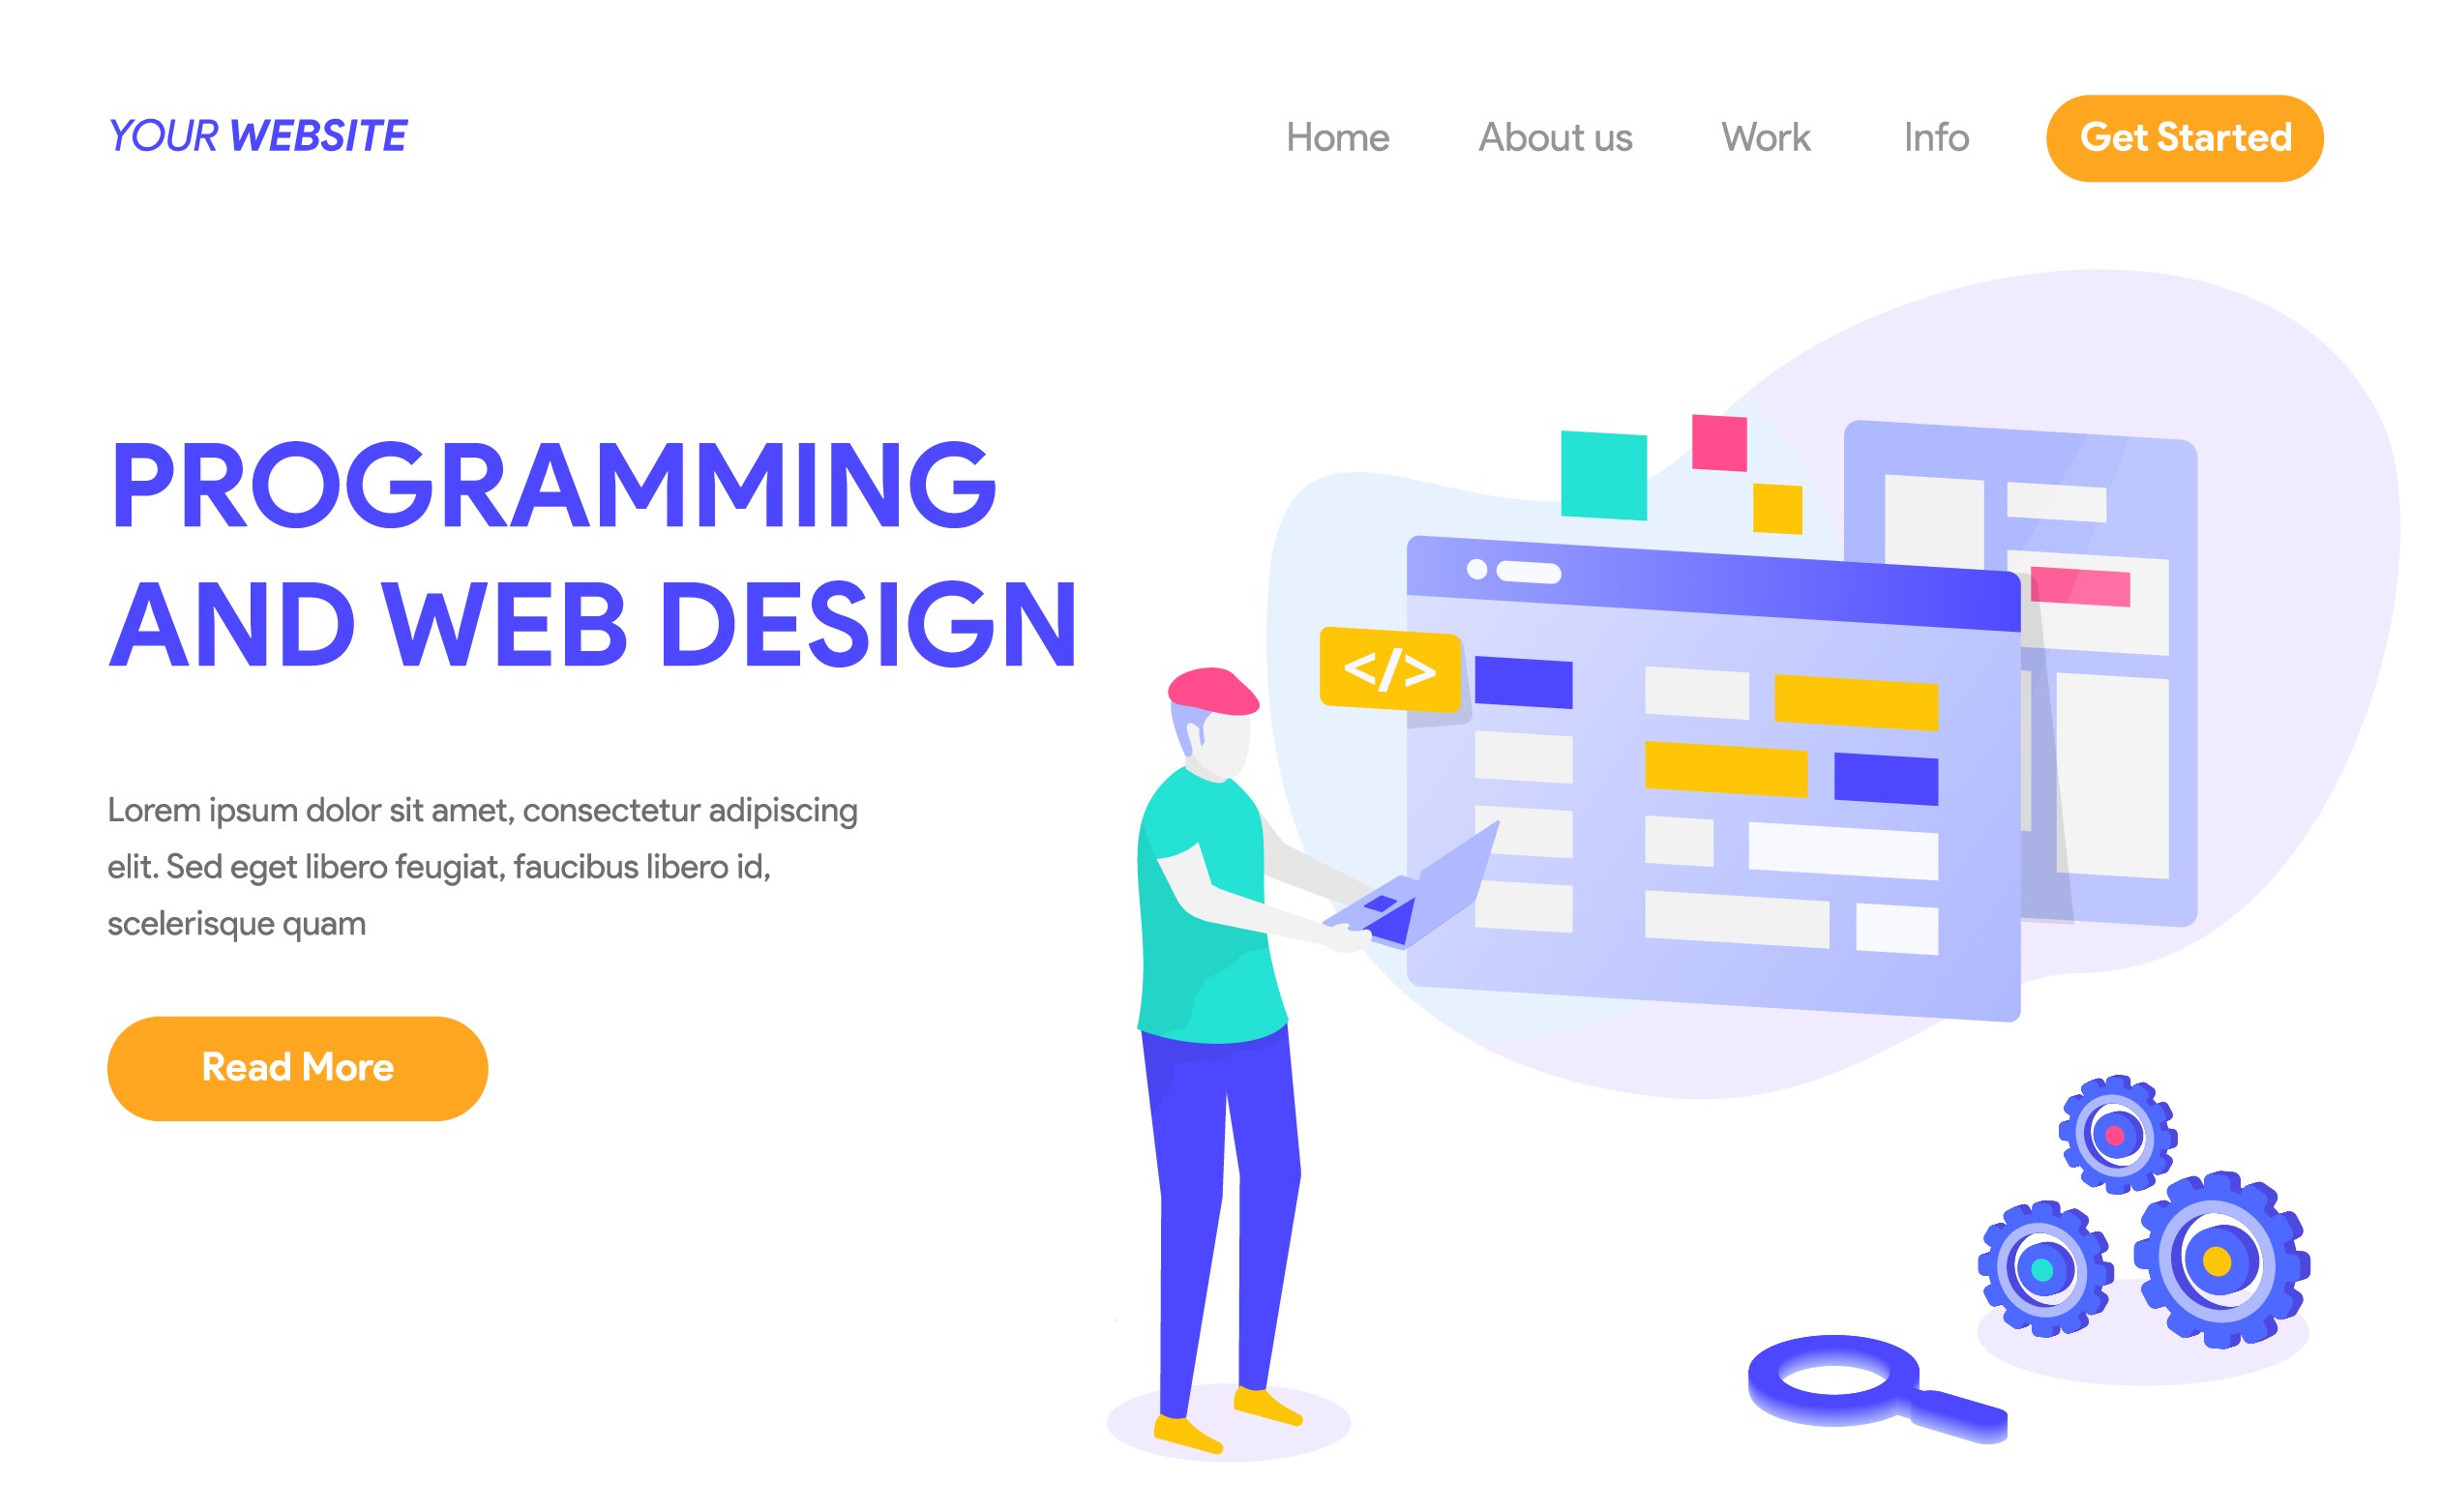 YOUR WEBSITE
Home About us Work Info Get Started
PROGRAMMING
AND WEB DESIGN
</>
Lorem ipsum dolor sit amet, consectetur adipiscing
elit. Sed eget libero feugiat, faucibus libero id,
scelerisque quam
Read More